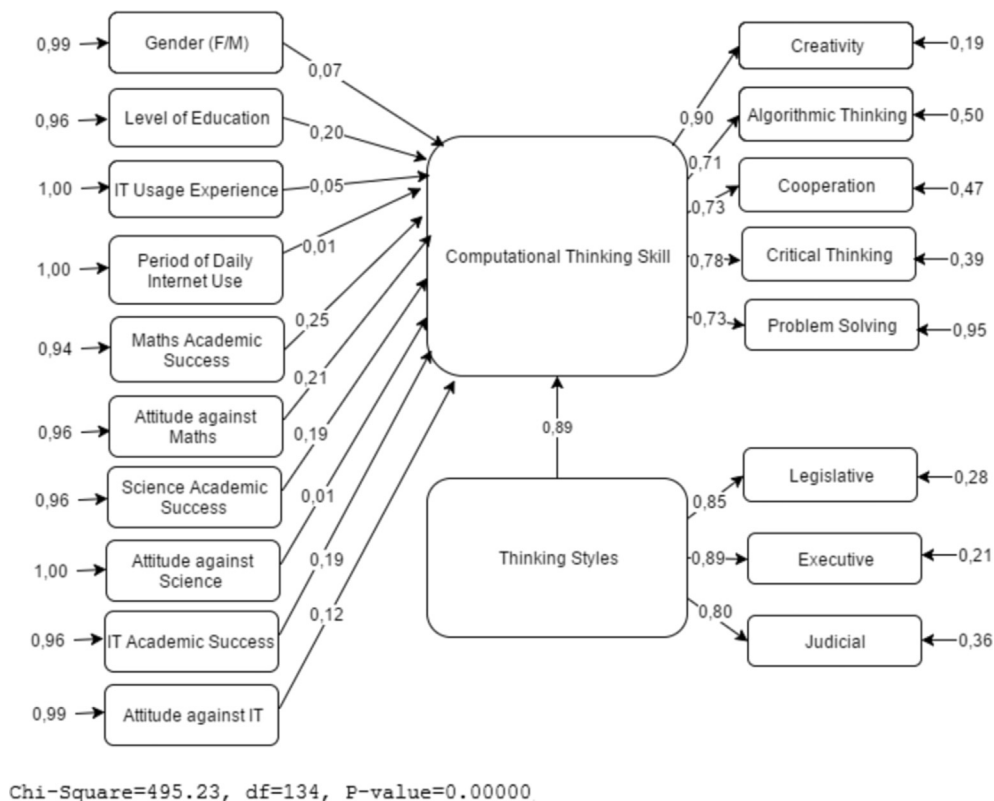 0,99
Gender (F/M)
0,07
0,96
Level of Education
0,20
1,00
IT Usage Experience
0,05
1,00
Period of Daily
Internet Use
0,01
0,94
Maths Academic
Success
0,25
0,96
Attitude against
Maths
0,21
0,96
Science Academic
Success
0,19
1,00
Attitude against
Science
0,01
0,96
IT Academic Success
0,19
0,99
Attitude against IT
0,12
Computational Thinking Skill
0,89
Thinking Styles
0,90
Creativity
0,19
0,71
Algorithmic Thinking
0,50
0,73
Cooperation
0,47
0,78
Critical Thinking
0,39
0,73
Problem Solving
0,95
0,85
Legislative
0,28
0,89
Executive
0,21
0,80
Judicial
0,36
Chi-Square=495.23, df=134, P-value=0.00000